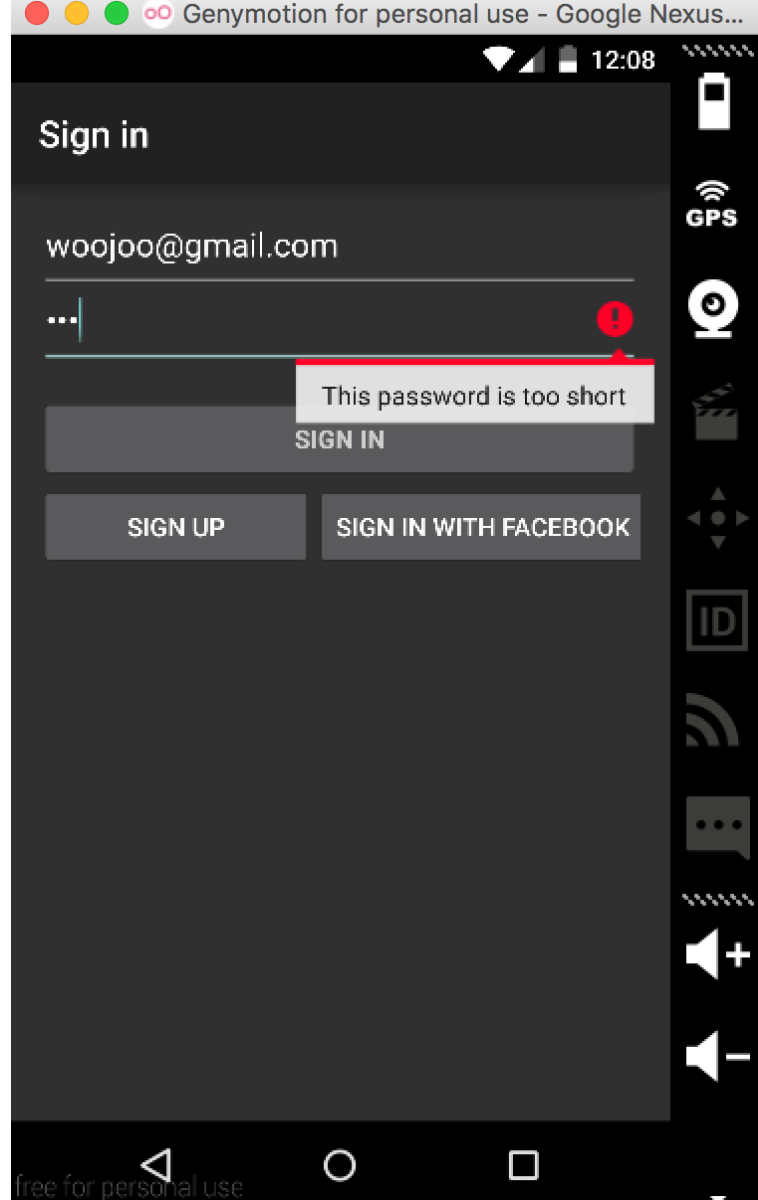 Genymotion for personal use - Google Nexus...
12:08
Sign in
GPS
woojoo@gmail.com
•••
This password is too short
SIGN IN
SIGN UP
SIGN IN WITH FACEBOOK
ID
free for personal use